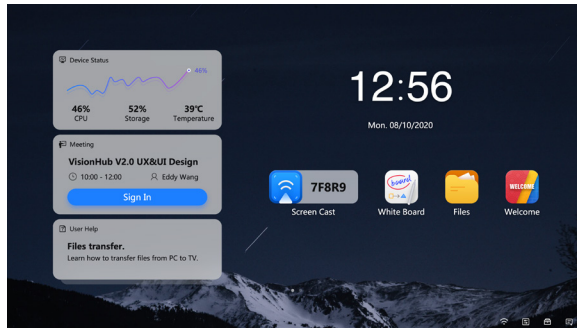 Device Status
46%
46% 52% 39℃
CPU Storage Temperature
Meeting
VisionHub V2.0 UX&UI Design
10:00 - 12:00 Eddy Wang
Sign In
User Help
Files transfer.
Learn how to transfer files from PC to TV.
12:56
Mon. 08/10/2020
7F8R9
board
WELCOME
Screen Cast White Board Files Welcome